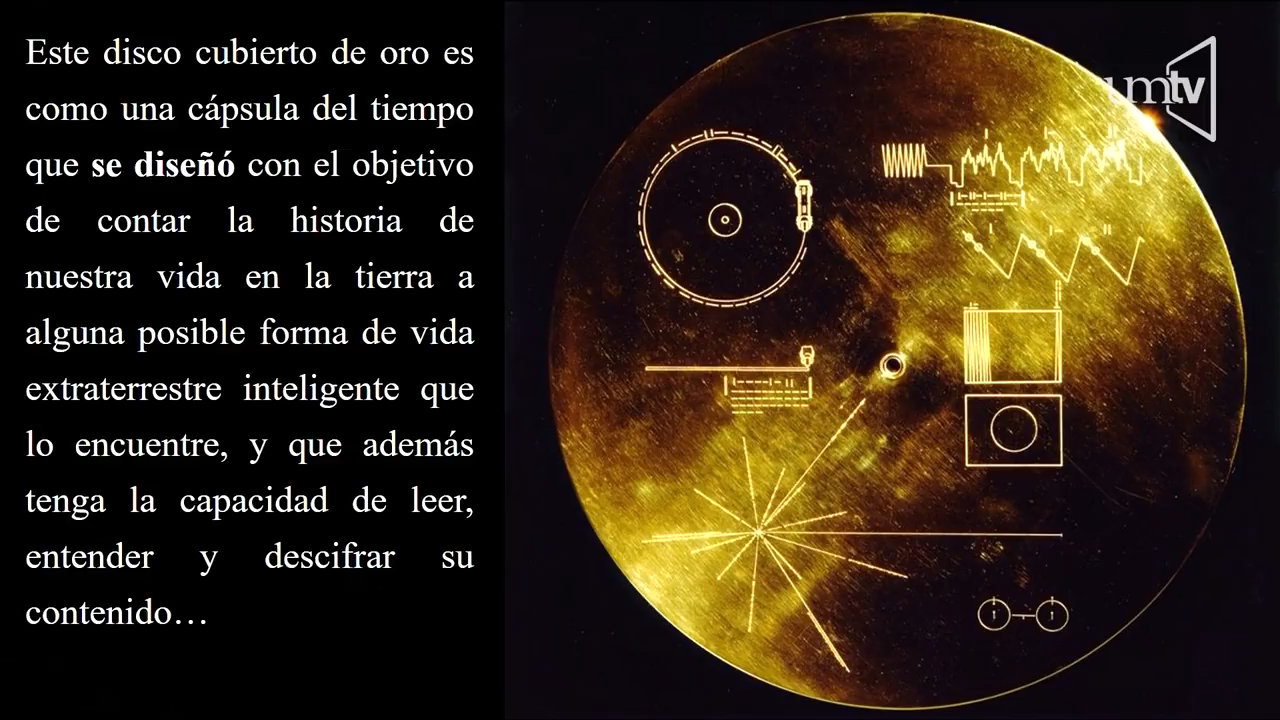 Este disco cubierto de oro es
como una cápsula del tiempo
que se diseñó con el objetivo
de contar la historia de
nuestra vida en la tierra a
alguna posible forma de vida
extraterrestre inteligente que
lo encuentre, y que además
tenga la capacidad de leer,
entender y descifrar su
contenido…
umtv